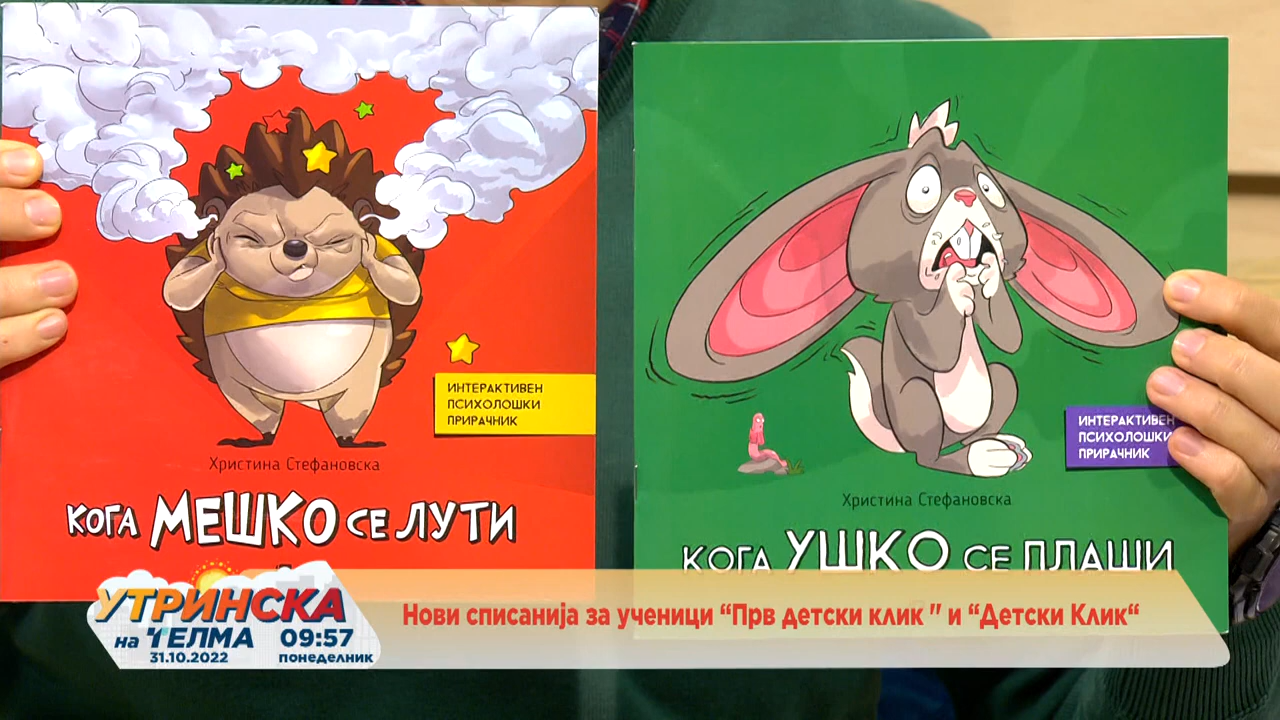 ИНТЕРАКТИВЕН
ПСИХОЛОШКИ
ПРИРАЧНИК
Христина Стефановска
КОГА МЕШКО СЕ ЛУТИ
ИНТЕРАКТИВЕН
ПСИХОЛОШКИ
ПРИРАЧНИК
Христина Стефановска
КОГА УШКО СЕ ПЛАШИ
УТРИНСКА
на ТЕЛМА 09:57
31.10.2022 понеделник
Нови списанија за ученици “Прв детски клик " и “Детски Клик“